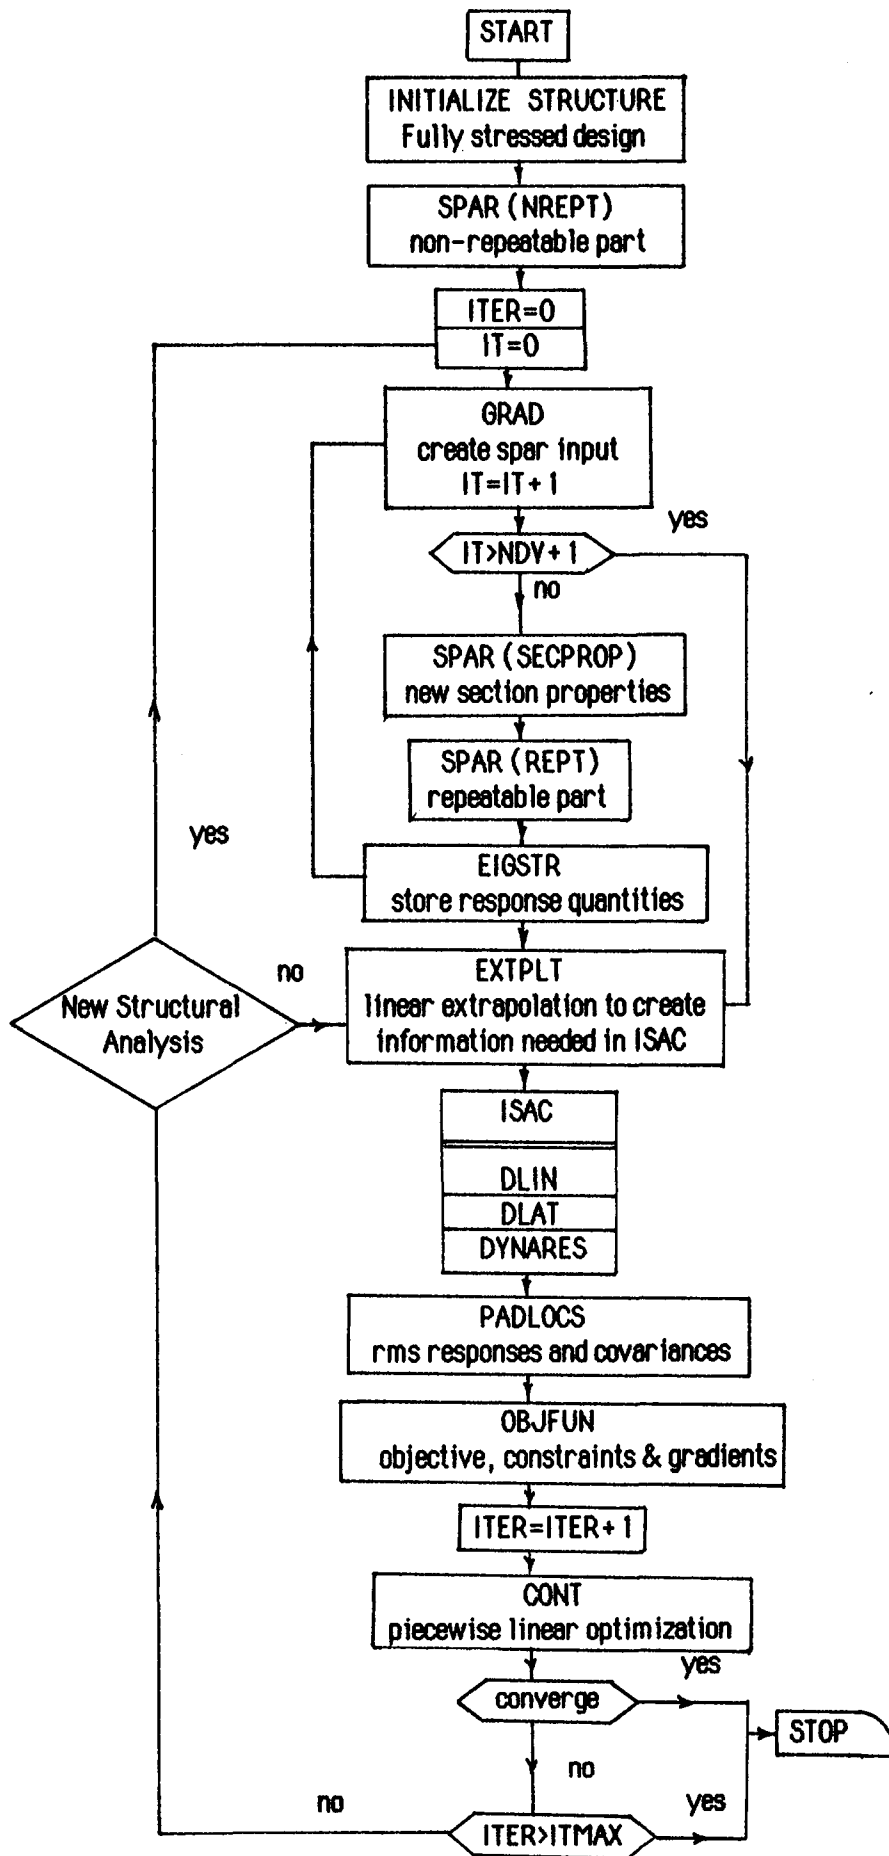 START
INITIALIZE STRUCTURE
Fully stressed design
SPAR (NREPT)
non-repeatable part
ITER=0
IT=0
GRAD
create spar input
IT=IT+1
yes
IT>NDV+1
no
SPAR (SECPROP)
new section properties
SPAR (REPT)
repeatable part
yes
EIGSTR
store response quantities
no
New Structural
Analysis
EXTPLT
linear extrapolation to create
information needed in ISAC
ISAC
DLIN
DLAT
DYNARES
PADLOCS
rms responses and covariances
OBJFUN
objective, constraints & gradients
ITER=ITER+1
CONT
piecewise linear optimization
yes
converge
STOP
no
no
yes
ITER>ITMAX